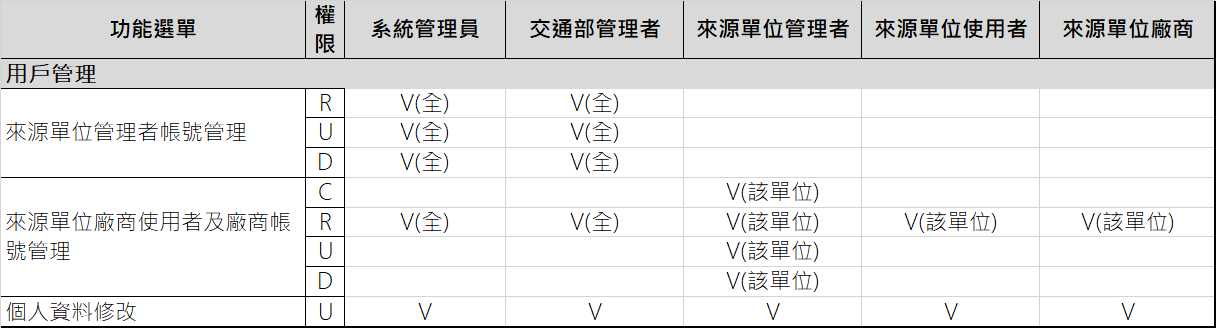 功能選單 權限 系統管理員 交通部管理者 來源單位管理者 來源單位使用者 來源單位廠商
用戶管理
來源單位管理者帳號管理 R V(全) V(全)
U V(全) V(全)
D V(全) V(全)
來源單位廠商使用者及廠商帳
號管理
C V(該單位)
R V(全) V(全) V(該單位) V(該單位) V(該單位)
U V(該單位)
D V(該單位)
個人資料修改 U V V V V V